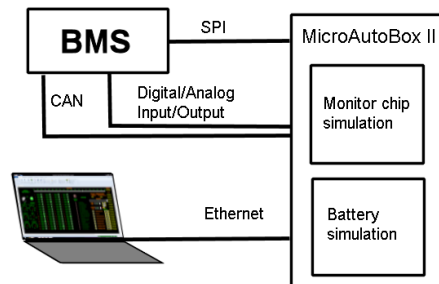 BMS
SPI
MicroAutoBox II
CAN
Digital/Analog
Input/Output
Monitor chip
simulation
Ethernet
Battery
simulation